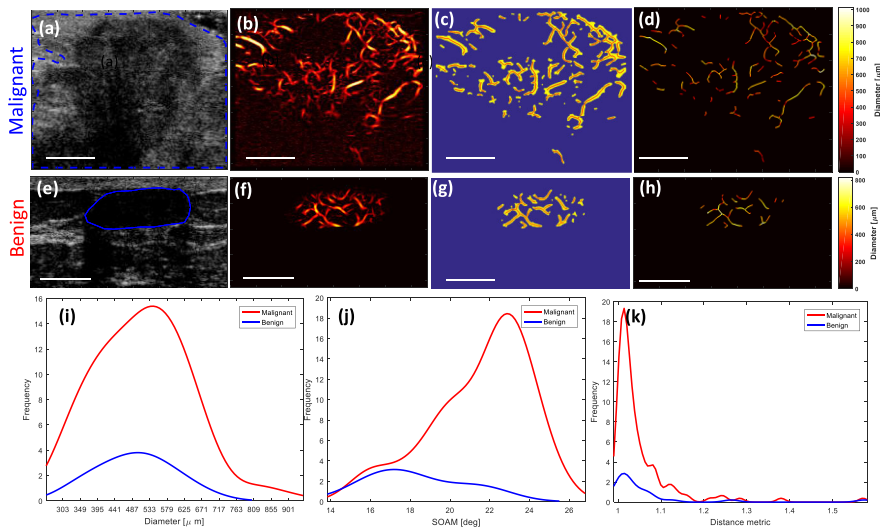 Malignant
(a)
(a)
(b)
)
(c)
(d)
1000
900
800
700
600
500
400
300
200
100
0
Diameter [μm]
Benign
(e)
(f)
(g)
(h)
800
600
400
200
0
Diameter [μm]
(i)
Malignant
Benign
16
14
12
10
8
6
4
2
0
Frequency
303 349 395 441 487 533 579 625 671 717 763 809 855 901
Diameter [μ m]
(j)
Malignant
Benign
20
18
16
14
12
10
8
6
4
2
0
Frequency
14 16 18 20 22 24 26
SOAM [deg]
(k)
Malignant
Benign
20
18
16
14
12
10
8
6
4
2
0
Frequency
1 1.1 1.2 1.3 1.4 1.5
Distance metric